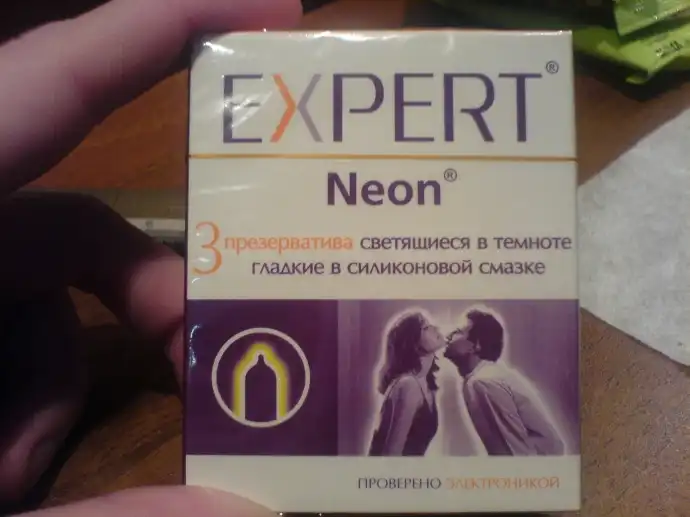 EXPERT®
Neon®
3 презерватива светящиеся в темноте
гладкие в силиконовой смазке
ПРОВЕРЕНО ЭЛЕКТРОНИКОЙ